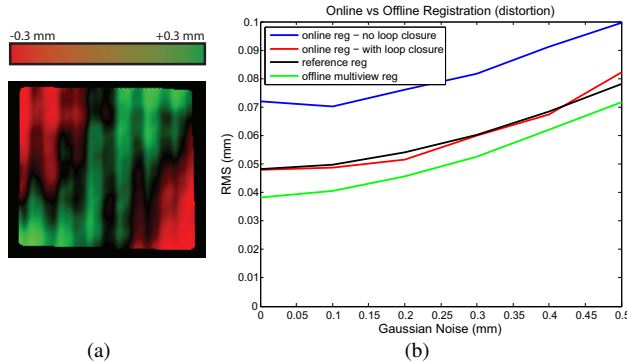 -0.3 mm +0.3 mm
(a)
Online vs Offline Registration (distortion)
online reg − no loop closure
online reg − with loop closure
reference reg
offline multiview reg
RMS (mm)
0
0.01
0.02
0.03
0.04
0.05
0.06
0.07
0.08
0.09
0.1
0 0.05 0.1 0.15 0.2 0.25 0.3 0.35 0.4 0.45 0.5
Gaussian Noise (mm)
(b)